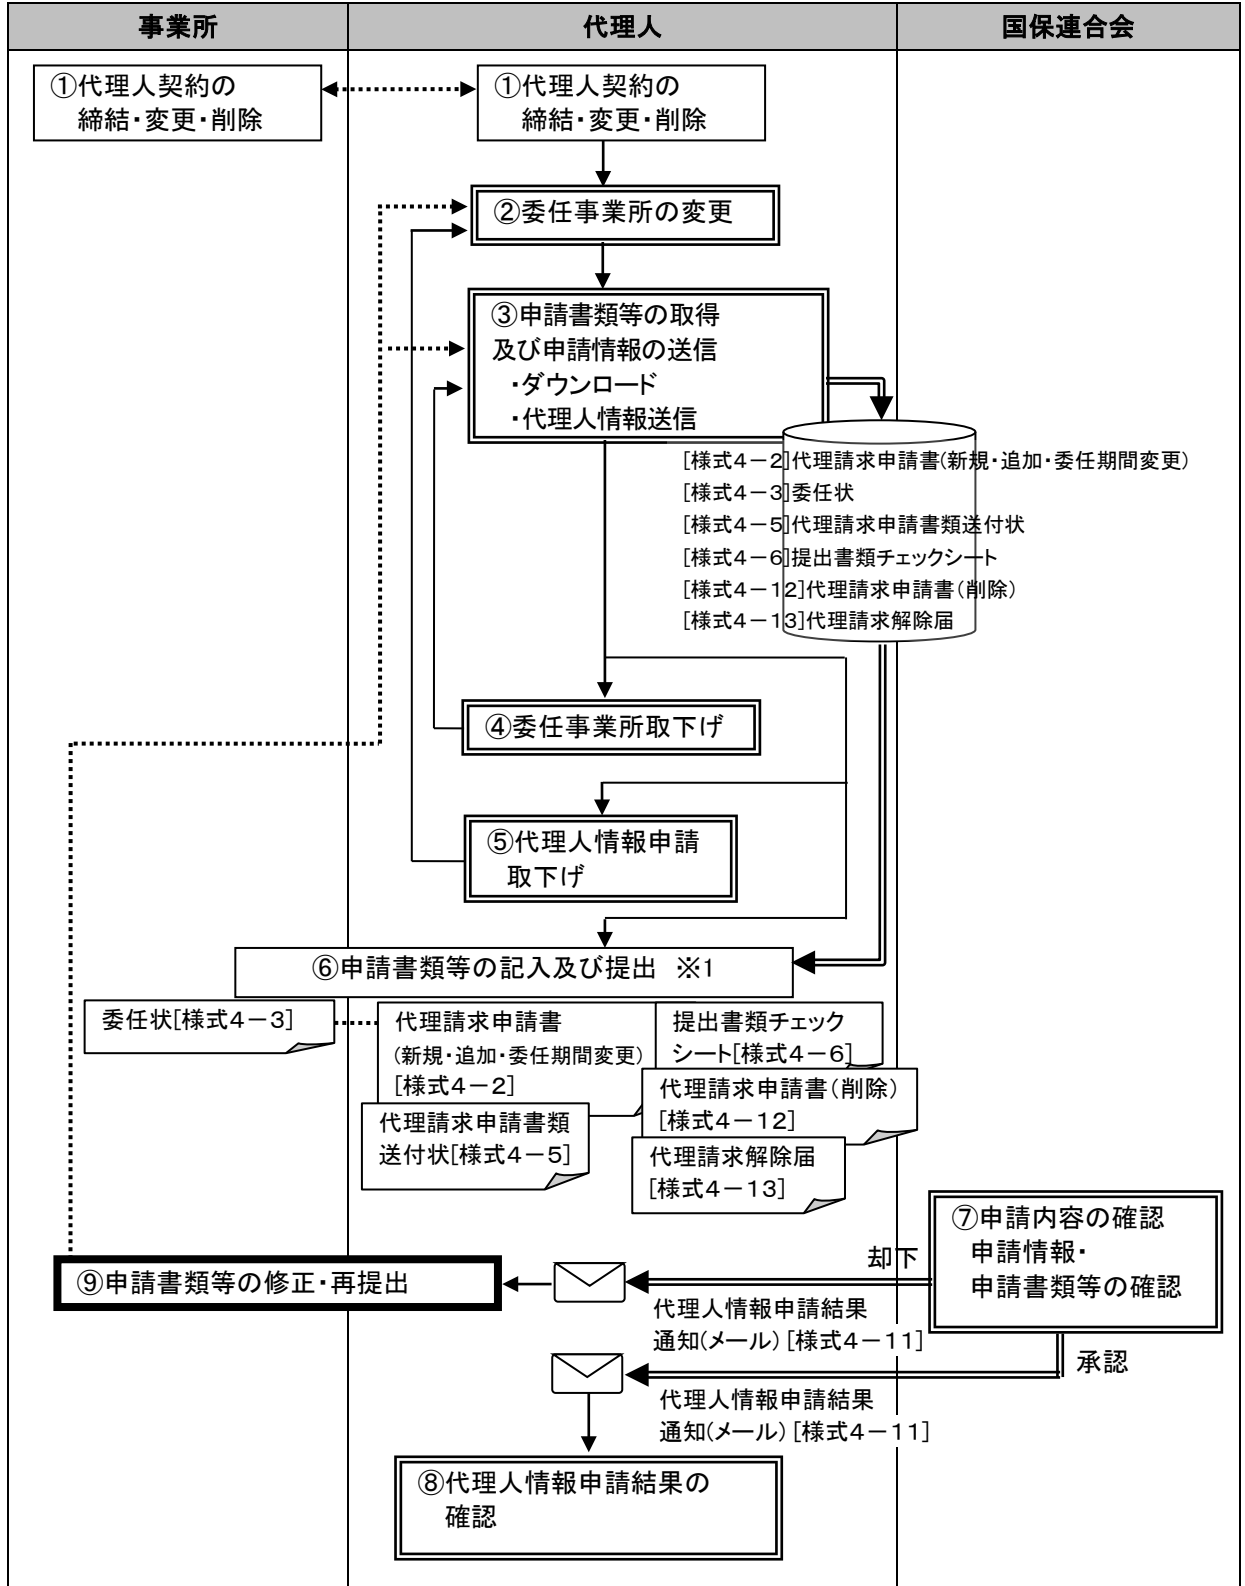 事業所
代理人
国保連合会
①代理人契約の
締結・変更・削除
①代理人契約の
締結・変更・削除
②委任事業所の変更
③申請書類等の取得
及び申請情報の送信
・ダウンロード
・代理人情報送信
[様式4－2]代理請求申請書(新規・追加・委任期間変更)
[様式4－3]委任状
[様式4－5]代理請求申請書類送付状
[様式4－6]提出書類チェックシート
[様式4－12]代理請求申請書(削除)
[様式4－13]代理請求解除届
④委任事業所取下げ
⑤代理人情報申請
取下げ
⑥申請書類等の記入及び提出 ※1
委任状[様式4－3]
代理請求申請書
(新規・追加・委任期間変更)
[様式4－2]
提出書類チェック
シート[様式4－6]
代理請求申請書(削除)
[様式4－12]
代理請求申請書類
送付状[様式4－5]
代理請求解除届
[様式4－13]
⑦申請内容の確認
申請情報・
申請書類等の確認
却下
⑨申請書類等の修正・再提出
代理人情報申請結果
通知(メール)[様式4－11]
承認
代理人情報申請結果
通知(メール)[様式4－11]
⑧代理人情報申請結果の
確認